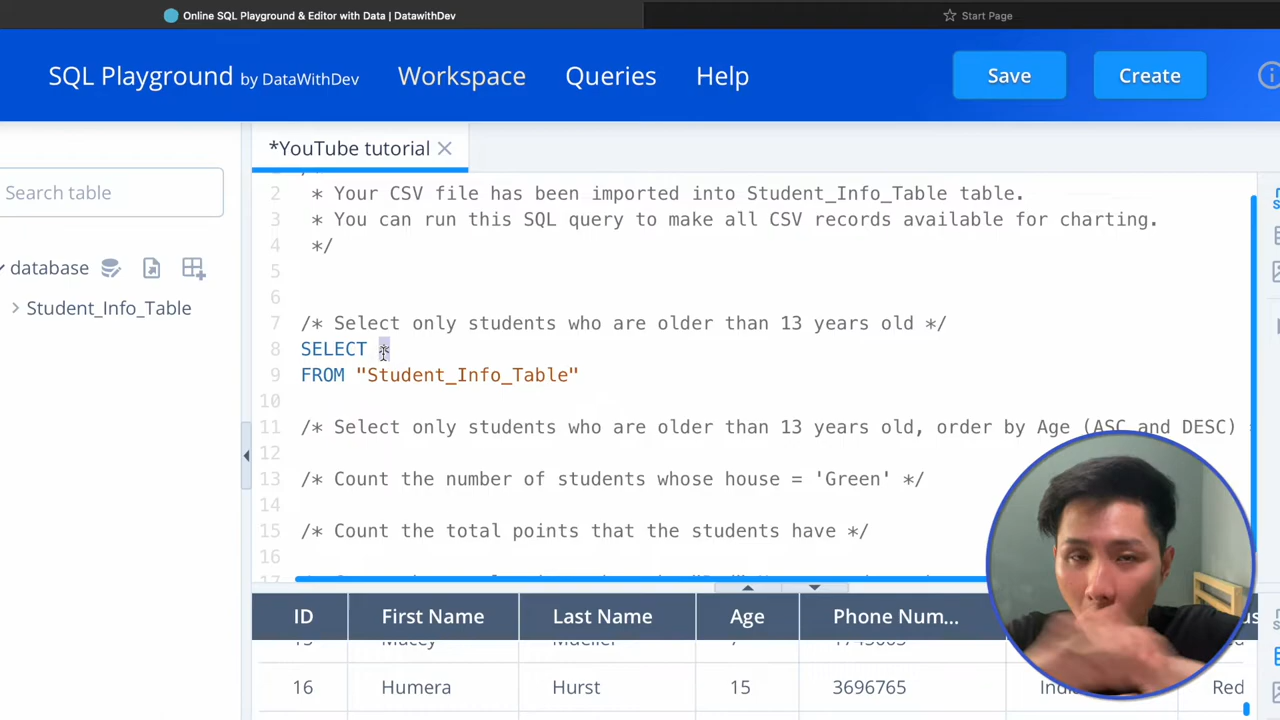 Online SQL Playground & Editor with Data | DatawithDev
Start Page
SQL Playground by DataWithDev
Workspace
Queries
Help
Save
Create
*YouTube tutorial
Search table
database
Student_Info_Table
2 * Your CSV file has been imported into Student_Info_Table table.
3 * You can run this SQL query to make all CSV records available for charting.
4 */
5
6
7 /* Select only students who are older than 13 years old */
8 SELECT *
9 FROM "Student_Info_Table"
10
11 /* Select only students who are older than 13 years old, order by Age (ASC and DESC)
12
13 /* Count the number of students whose house = 'Green' */
14
15 /* Count the total points that the students have */
16
17
ID First Name Last Name Age Phone Num...
16 Humera Hurst 15 3696765 Red